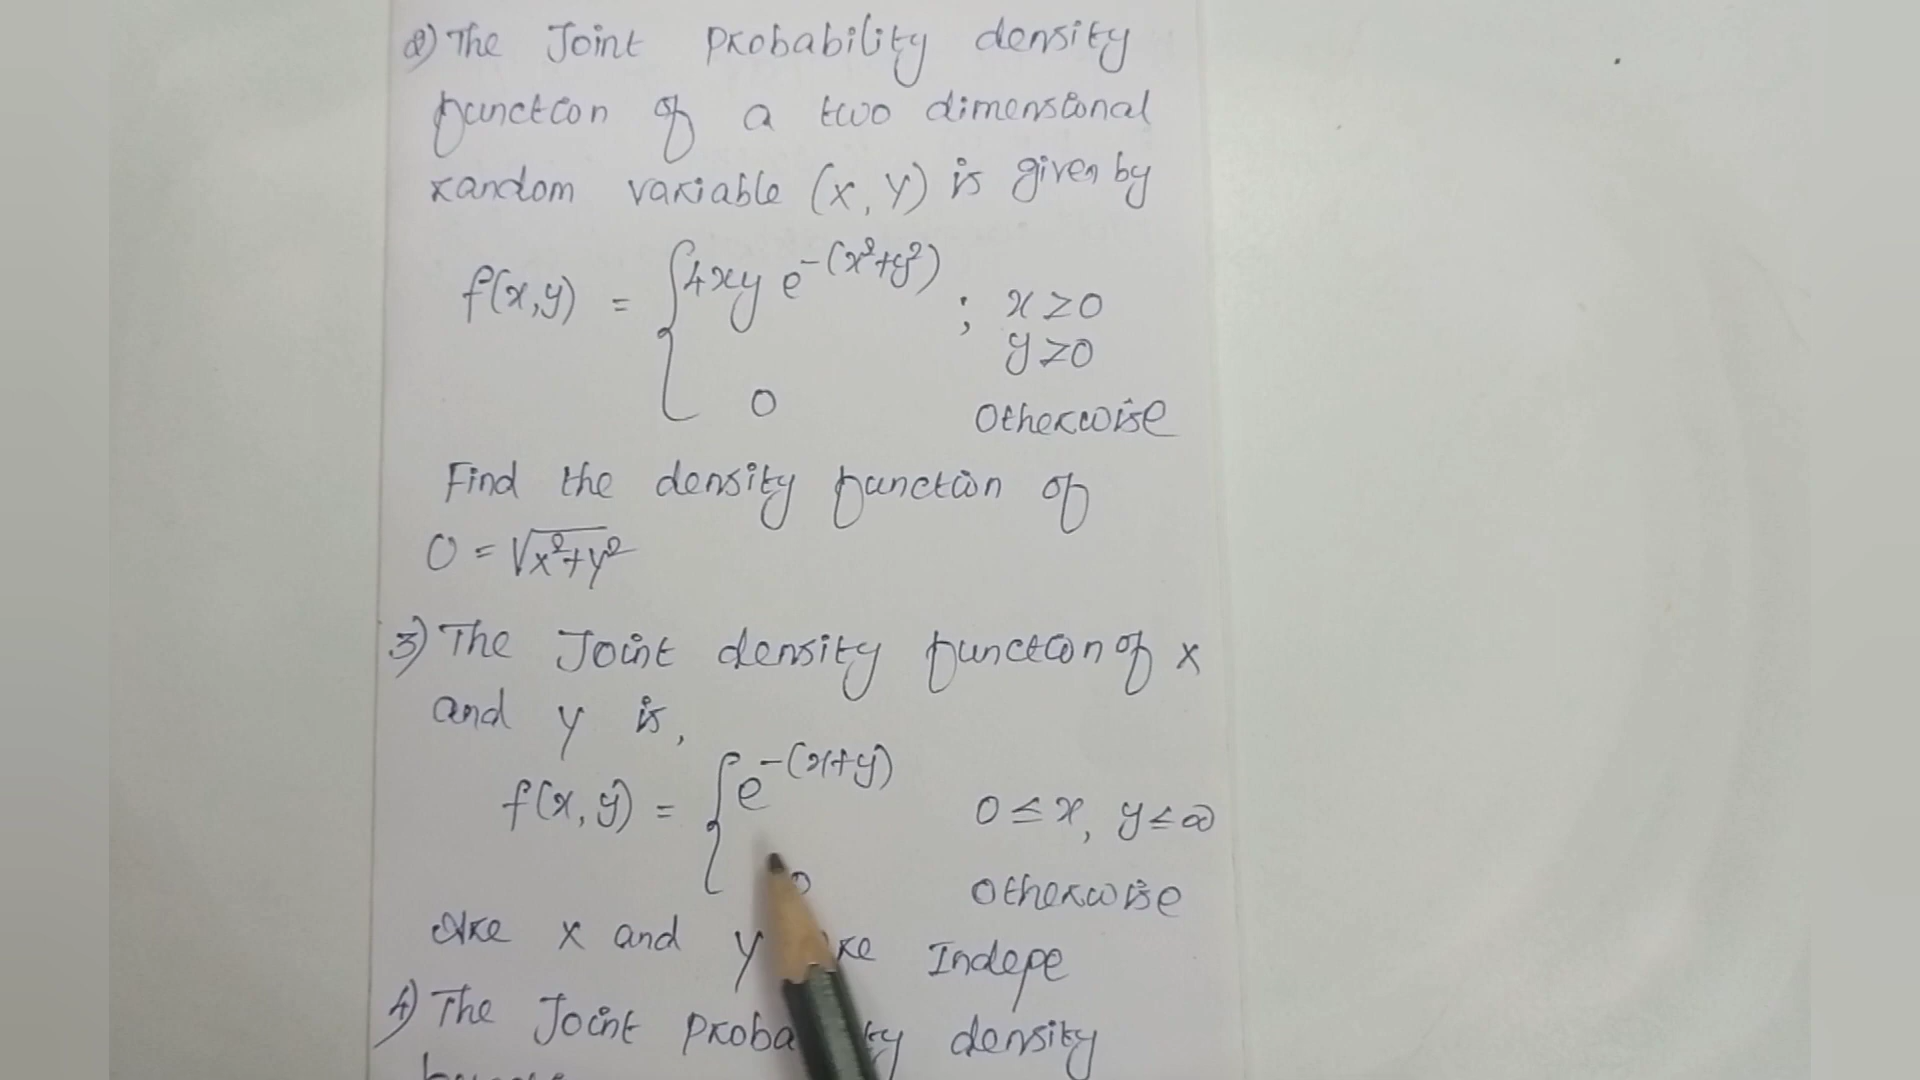 2) The Joint probability density
function of a two dimensional
random variable (x, y) is given by
f(x,y) = { 4xy e^-(x²+y²) ; x ≥ 0
y ≥ 0
0 otherwise
Find the density function of
U = √x²+y²
3) The Joint density function of x
and y is,
f(x, y) = { e^-(x+y) 0 ≤ x, y ≤ ∞
0 otherwise
Are x and y Indepe
4) The Joint density